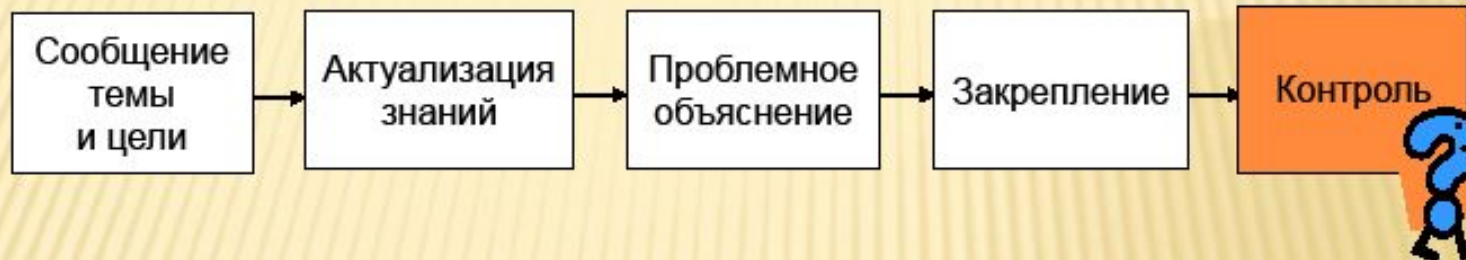 Сообщение
темы
и цели
Актуализация
знаний
Проблемное
объяснение
Закрепление
Контроль